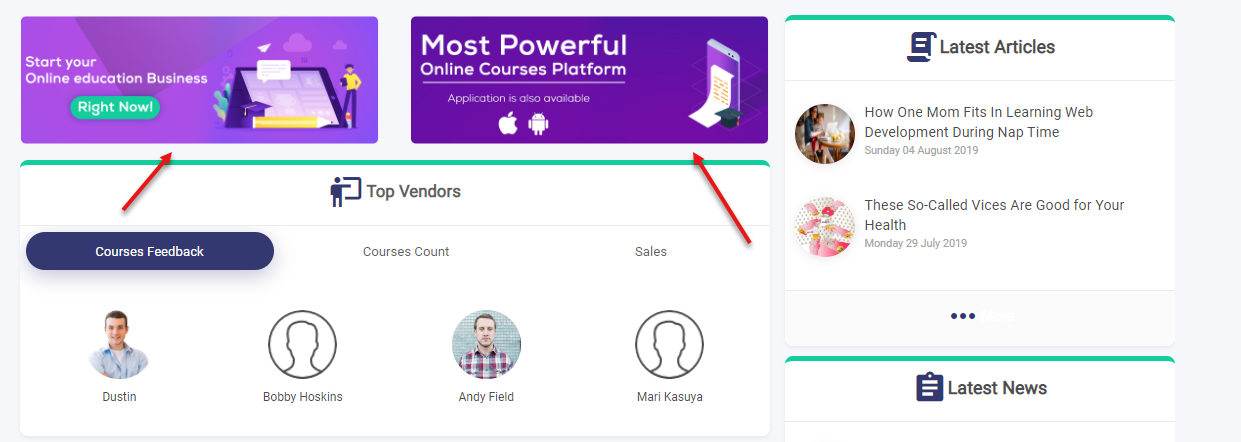 Start your
Online education Business
Right Now!
Most Powerful
Online Courses Platform
Application is also available
Top Vendors
Courses Feedback
Courses Count
Sales
Dustin
Bobby Hoskins
Andy Field
Mari Kasuya
Latest Articles
How One Mom Fits In Learning Web
Development During Nap Time
Sunday 04 August 2019
These So-Called Vices Are Good for Your
Health
Monday 29 July 2019
Latest News